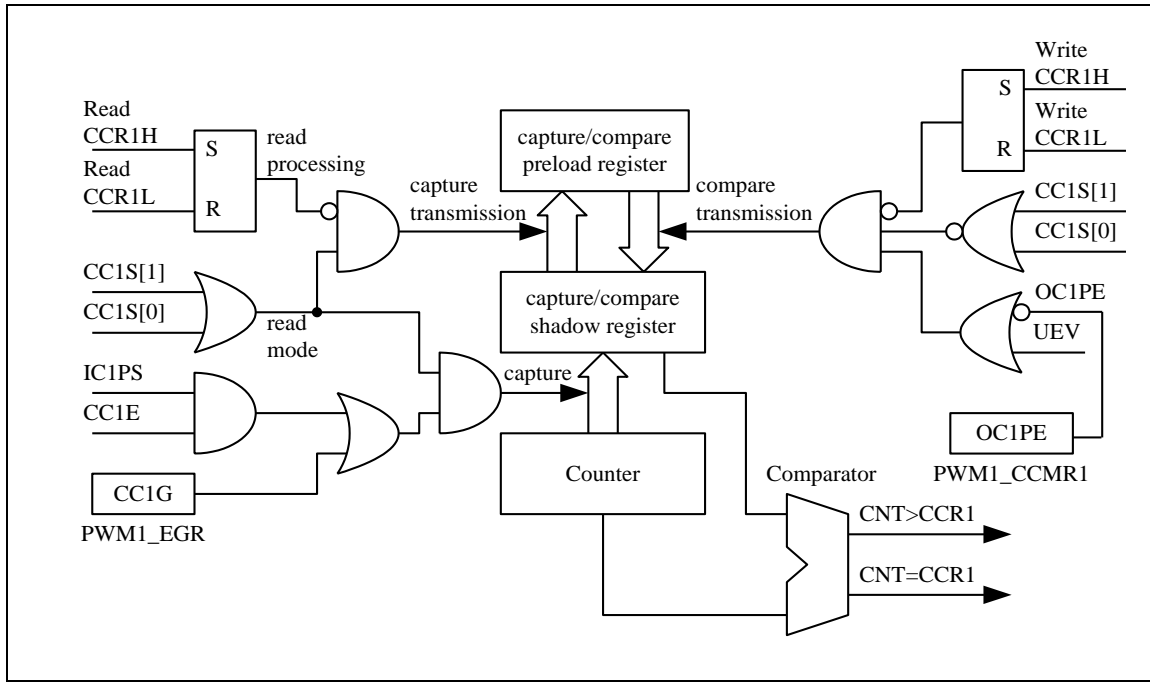 Write
CCR1H
S
Write
CCR1L
R
Read
CCR1H
S
Read
CCR1L
R
read
processing
capture/compare
preload register
capture
transmission
compare
transmission
CC1S[1]
CC1S[0]
CC1S[1]
CC1S[0]
read
mode
capture/compare
shadow register
OC1PE
UEV
IC1PS
CC1E
capture
OC1PE
PWM1_CCMR1
CC1G
PWM1_EGR
Counter
Comparator
CNT>CCR1
CNT=CCR1